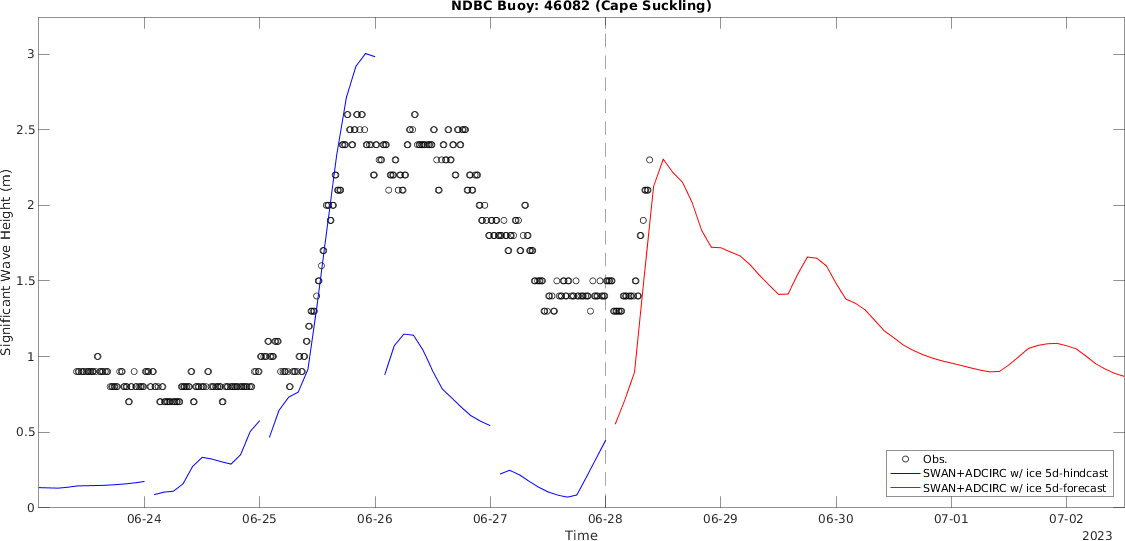 NDBC Buoy: 46082 (Cape Suckling)
Significant Wave Height (m)
3
2.5
2
1.5
1
0.5
0
Obs.
SWAN+ADCIRC w/ ice 5d-hindcast
SWAN+ADCIRC w/ ice 5d-forecast
06-24 06-25 06-26 06-27 06-28 06-29 06-30 07-01 07-02
Time
2023